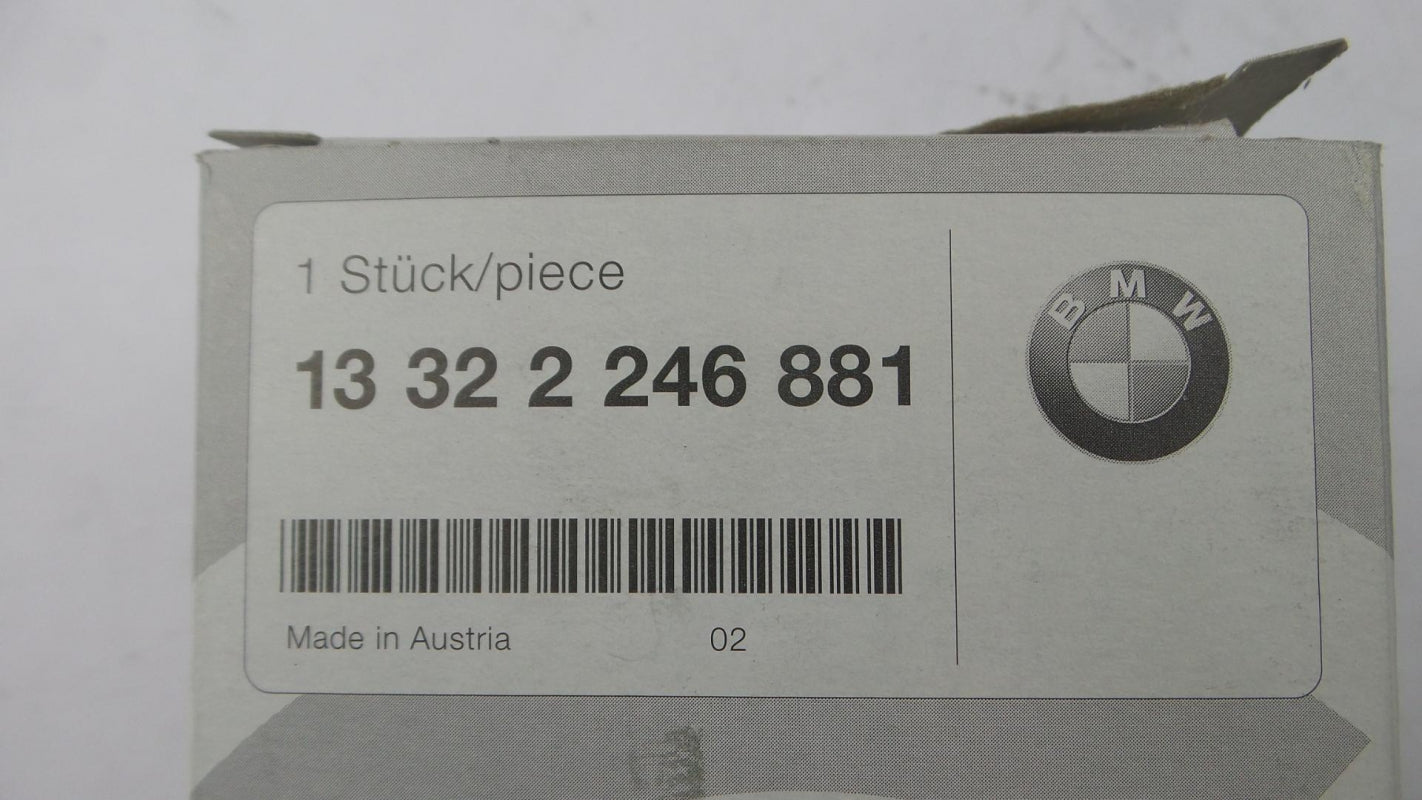 1 Stück/piece
13 32 2 246 881
Made in Austria 02
BMW